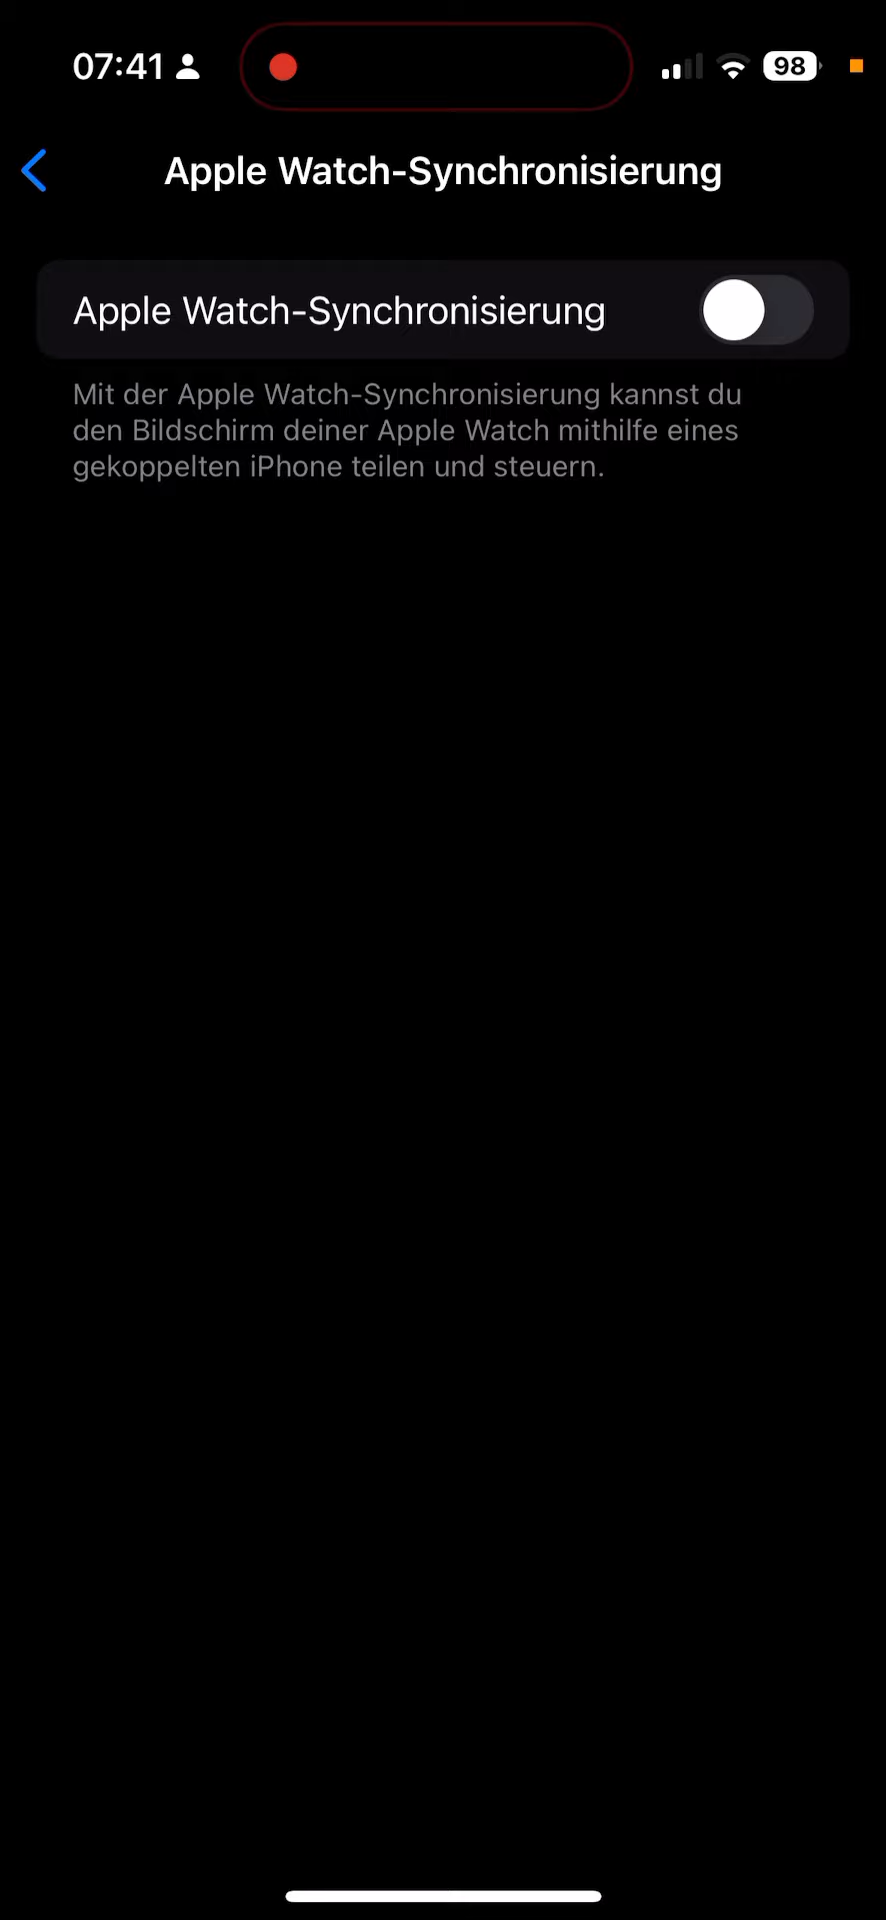 07:41
98
Apple Watch-Synchronisierung
Apple Watch-Synchronisierung
Mit der Apple Watch-Synchronisierung kannst du
den Bildschirm deiner Apple Watch mithilfe eines
gekoppelten iPhone teilen und steuern.